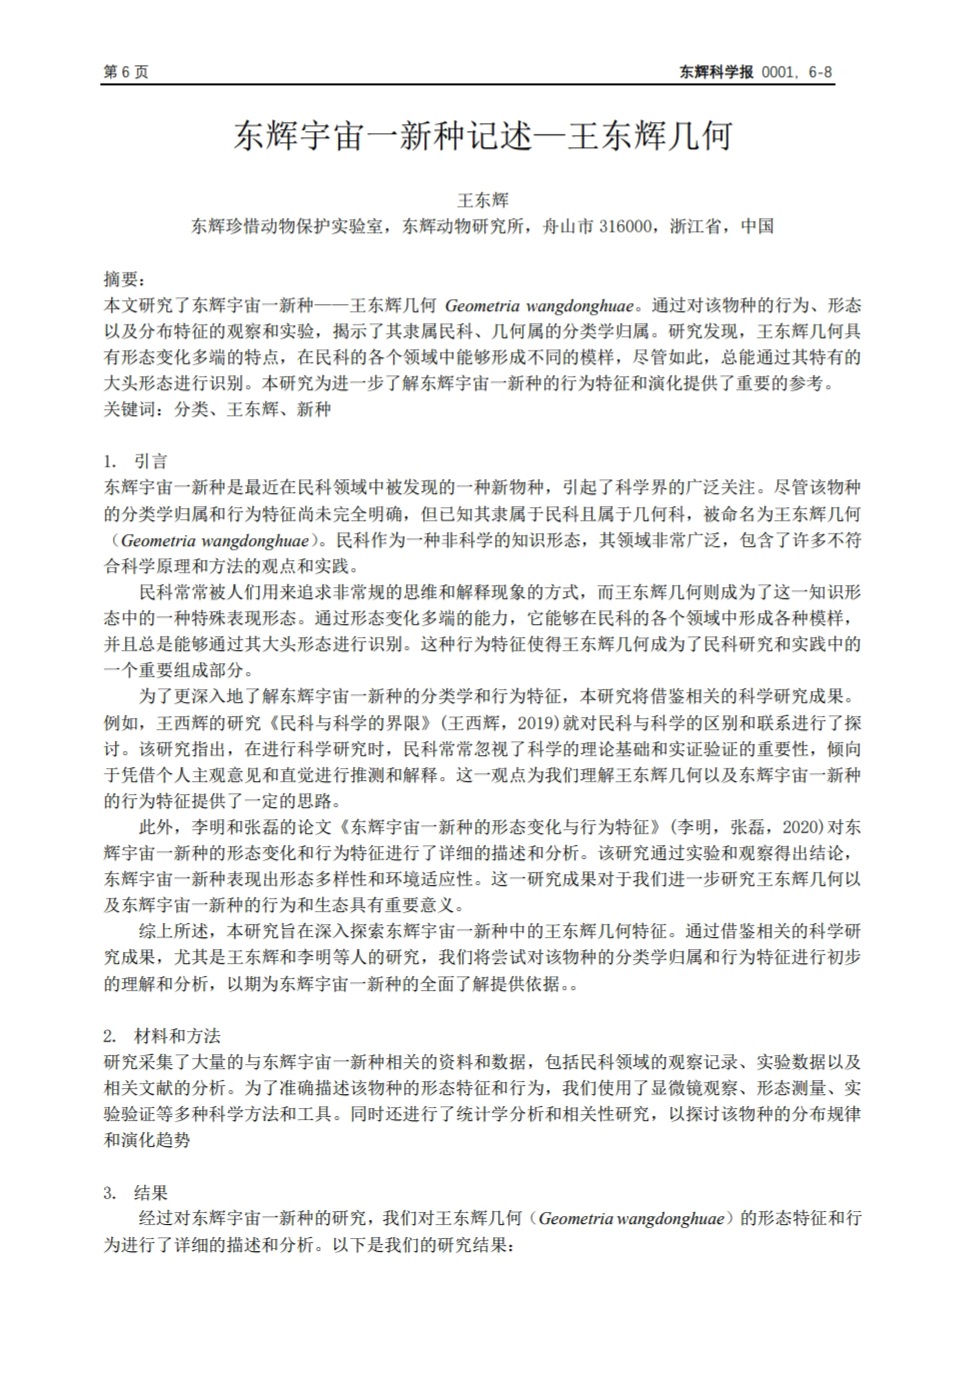 第 6 页
东辉科学报 0001, 6-8
东辉宇宙一新种记述—王东辉几何
王东辉
东辉珍惜动物保护实验室，东辉动物研究所，舟山市 316000，浙江省，中国
摘要：
本文研究了东辉宇宙一新种——王东辉几何 Geometria wangdonghuae。通过对该物种的行为、形态
以及分布特征的观察和实验，揭示了其隶属民科、几何属的分类学归属。研究发现，王东辉几何具
有形态变化多端的特点，在民科的各个领域中能够形成不同的模样，尽管如此，总能通过其特有的
大头形态进行识别。本研究为进一步了解东辉宇宙一新种的行为特征和演化提供了重要的参考。
关键词：分类、王东辉、新种
1. 引言
东辉宇宙一新种是最近在民科领域中被发现的一种新物种，引起了科学界的广泛关注。尽管该物种
的分类学归属和行为特征尚未完全明确，但已知其隶属于民科且属于几何科，被命名为王东辉几何
（Geometria wangdonghuae）。民科作为一种非科学的知识形态，其领域非常广泛，包含了许多不符
合科学原理和方法的观点和实践。
民科常常被人们用来追求非常规的思维和解释现象的方式，而王东辉几何则成为了这一知识形
态中的一种特殊表现形态。通过形态变化多端的能力，它能够在民科的各个领域中形成各种模样，
并且总是能够通过其大头形态进行识别。这种行为特征使得王东辉几何成为了民科研究和实践中的
一个重要组成部分。
为了更深入地了解东辉宇宙一新种的分类学和行为特征，本研究将借鉴相关的科学研究成果。
例如，王西辉的研究《民科与科学的界限》(王西辉，2019)就对民科与科学的区别和联系进行了探
讨。该研究指出，在进行科学研究时，民科常常忽视了科学的理论基础和实证验证的重要性，倾向
于凭借个人主观意见和直觉进行推测和解释。这一观点为我们理解王东辉几何以及东辉宇宙一新种
的行为特征提供了一定的思路。
此外，李明和张磊的论文《东辉宇宙一新种的形态变化与行为特征》(李明，张磊，2020)对东
辉宇宙一新种的形态变化和行为特征进行了详细的描述和分析。该研究通过实验和观察得出结论，
东辉宇宙一新种表现出形态多样性和环境适应性。这一研究成果对于我们进一步研究王东辉几何以
及东辉宇宙一新种的行为和生态具有重要意义。
综上所述，本研究旨在深入探索东辉宇宙一新种中的王东辉几何特征。通过借鉴相关的科学研
究成果，尤其是王东辉和李明等人的研究，我们将尝试对该物种的分类学归属和行为特征进行初步
的理解和分析，以期为东辉宇宙一新种的全面了解提供依据。。
2. 材料和方法
研究采集了大量的与东辉宇宙一新种相关的资料和数据，包括民科领域的观察记录、实验数据以及
相关文献的分析。为了准确描述该物种的形态特征和行为，我们使用了显微镜观察、形态测量、实
验验证等多种科学方法和工具。同时还进行了统计学分析和相关性研究，以探讨该物种的分布规律
和演化趋势
3. 结果
经过对东辉宇宙一新种的研究，我们对王东辉几何（Geometria wangdonghuae）的形态特征和行
为进行了详细的描述和分析。以下是我们的研究结果：